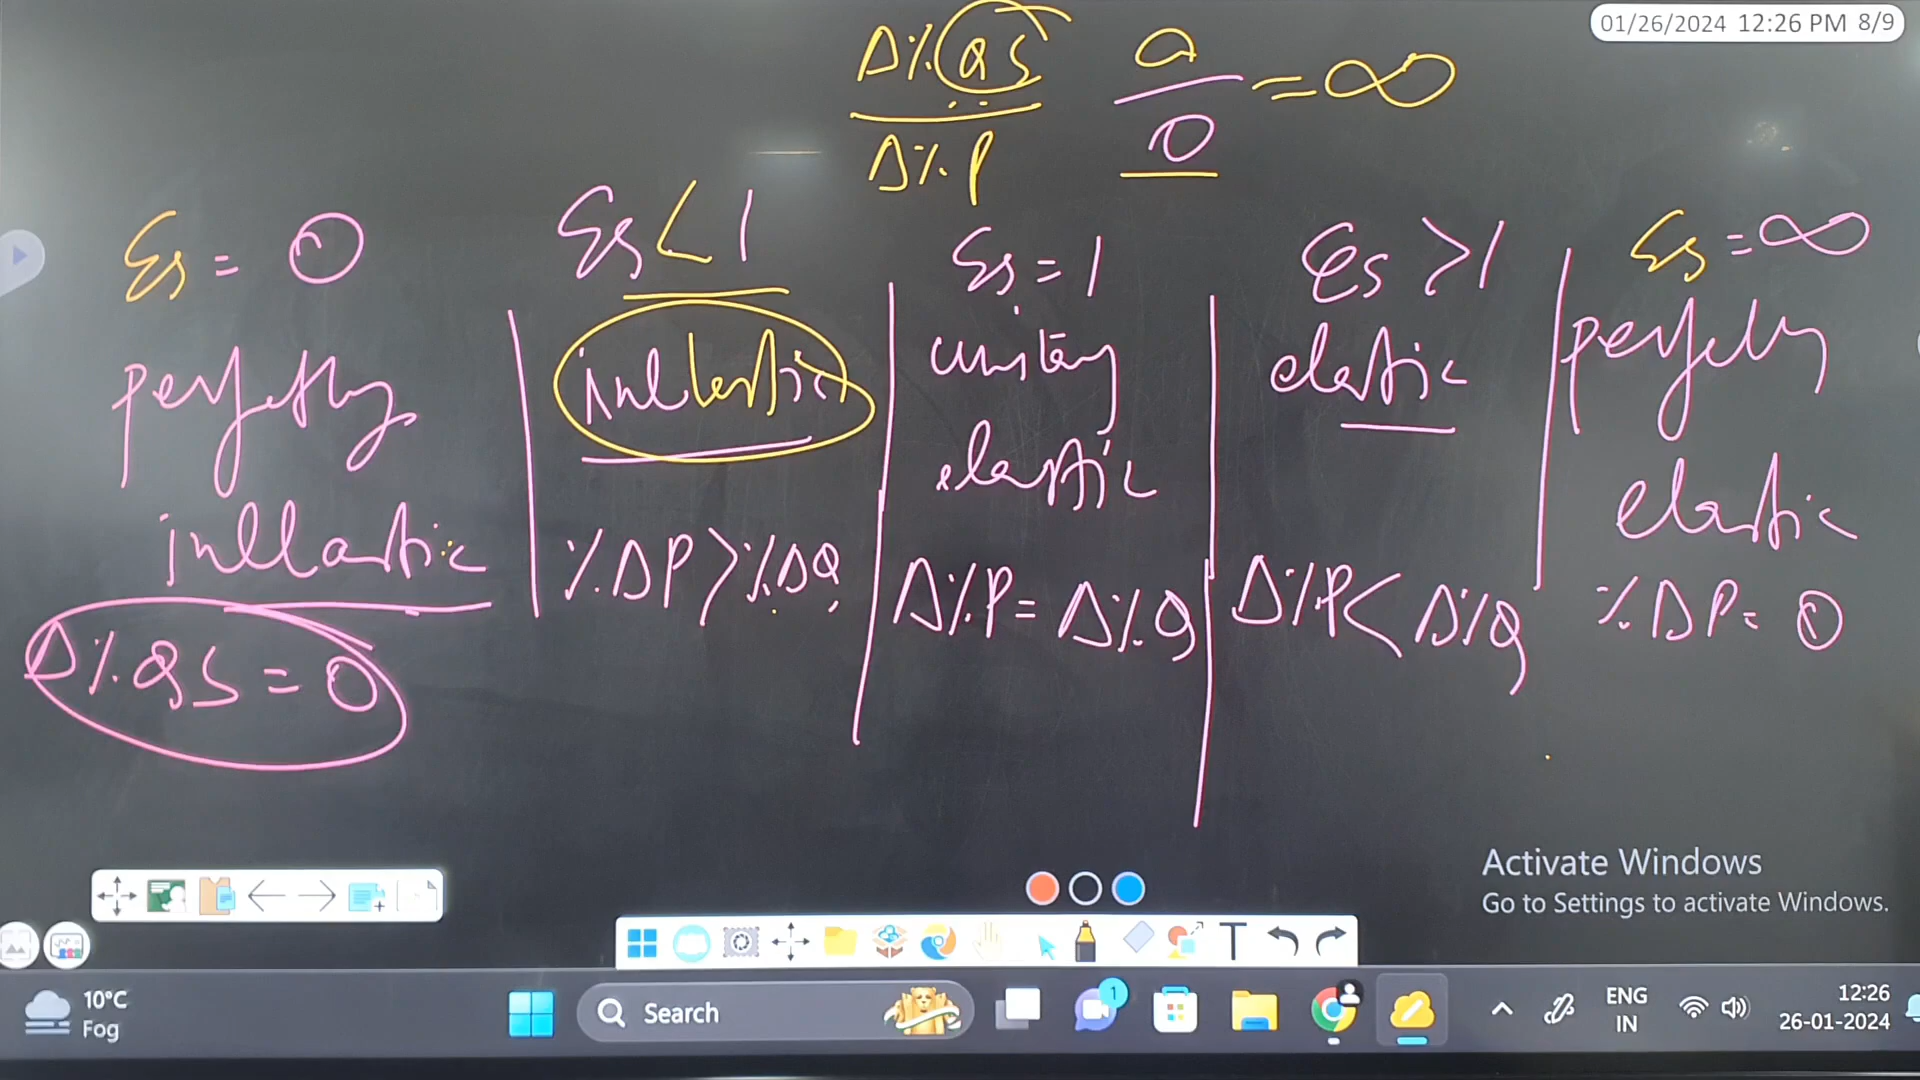 01/26/2024 12:26 PM 8/9
Δ%QS
Δ%P
a/0 = ∞
Es = 0
perfectly
inelastic
Δ%QS = 0
Es < 1
inelastic
%ΔP > %ΔQ
Es = 1
unitary
elastic
Δ%P = Δ%Q
Es > 1
elastic
Δ%P < Δ%Q
Es = ∞
perfectly
elastic
%ΔP = 0
Activate Windows
Go to Settings to activate Windows.
T
10°C
Fog
Search
1
ENG
IN
12:26
26-01-2024